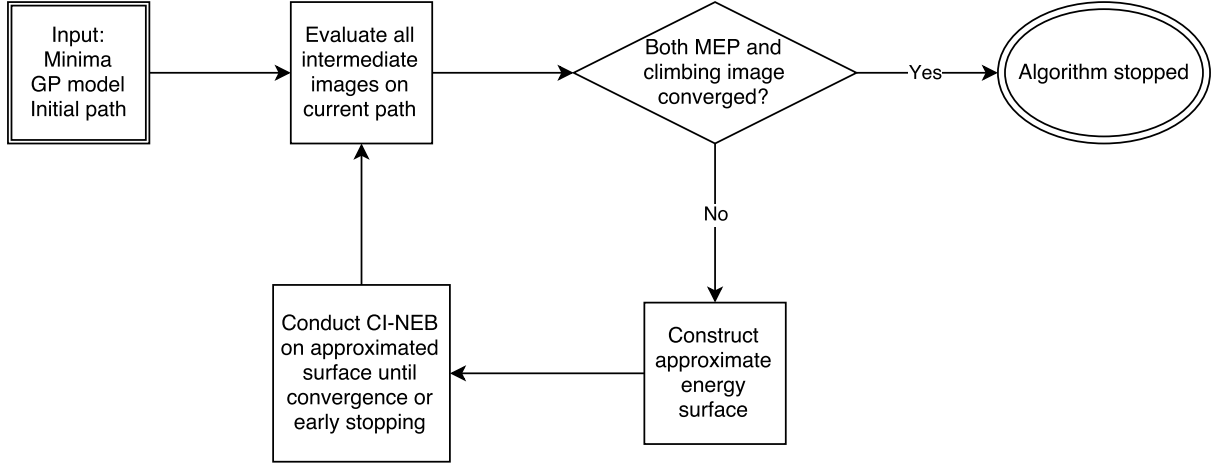 Input:
Minima
GP model
Initial path
Evaluate all
intermediate
images on
current path
Both MEP and
climbing image
converged?
Yes
Algorithm stopped
No
Construct
approximate
energy
surface
Conduct CI-NEB
on approximated
surface until
convergence or
early stopping